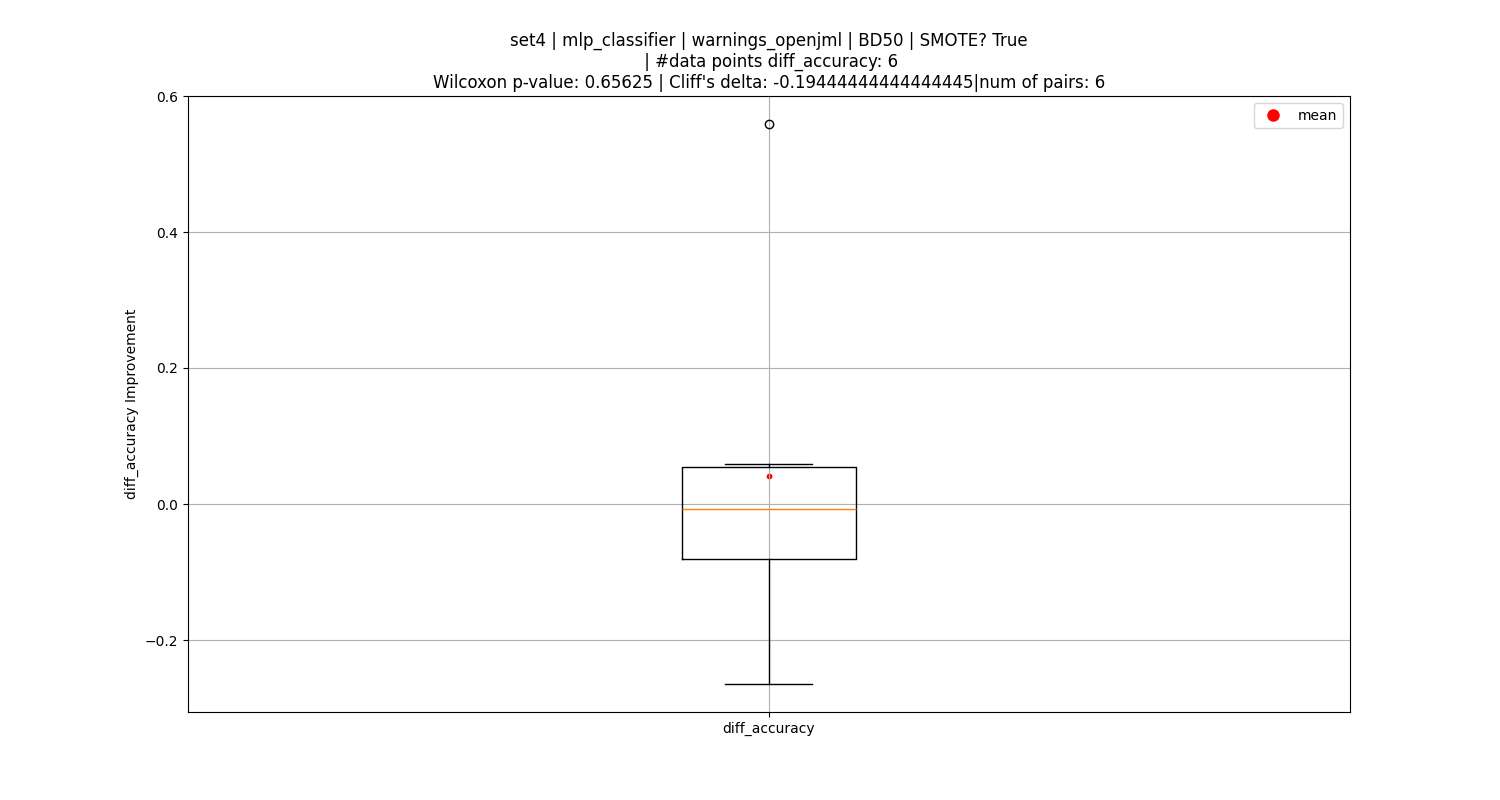 set4 | mlp_classifier | warnings_openjml | BD50 | SMOTE? True
| #data points diff_accuracy: 6
Wilcoxon p-value: 0.65625 | Cliff's delta: -0.19444444444444445|num of pairs: 6
mean
0.6
0.4
0.2
0.0
−0.2
diff_accuracy Improvement
diff_accuracy